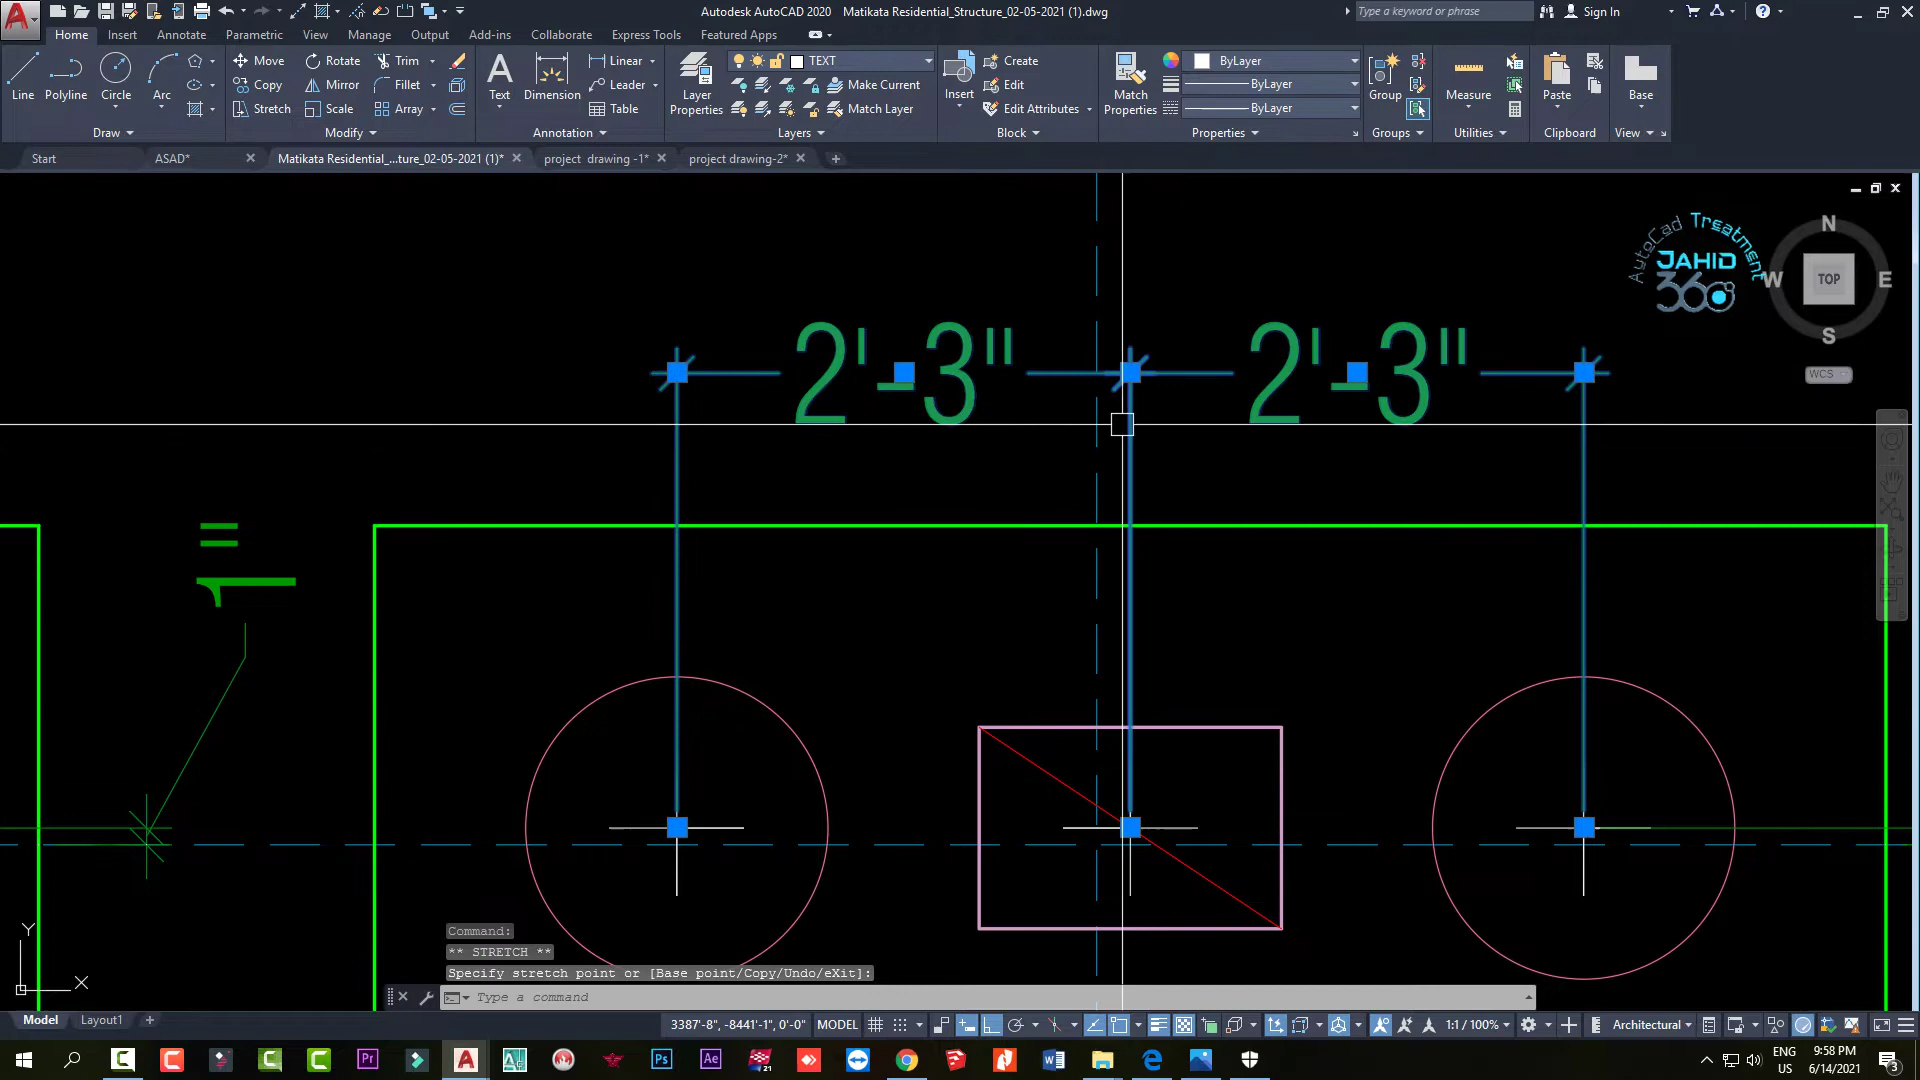 Autodesk AutoCAD 2020 Matikata Residential_Structure_02-05-2021 (1).dwg
Type a keyword or phrase
Sign In
Home Insert Annotate Parametric View Manage Output Add-ins Collaborate Express Tools Featured Apps
Line Polyline Circle Arc
Move Rotate Trim
Copy Mirror Fillet
Stretch Scale Array
Text Dimension
Linear
Leader
Table
Layer Properties
TEXT
Make Current
Match Layer
Insert
Create
Edit
Edit Attributes
Match Properties
ByLayer
ByLayer
ByLayer
Group
Measure
Paste
Base
Draw Modify Annotation Layers Block Properties Groups Utilities Clipboard View
Start ASAD* Matikata Residential_...ture_02-05-2021 (1)* project drawing -1* project drawing-2*
AutoCad Treatment
JAHID
360
N
W TOP E
S
WCS
2'-3" 2'-3"
1"
Command:
** STRETCH **
Specify stretch point or [Base point/Copy/Undo/eXit]:
Type a command
Y
X
Model Layout1
3387'-8", -8441'-1", 0'-0" MODEL 1:1 / 100% Architectural
ENG
US
9:58 PM
6/14/2021
3